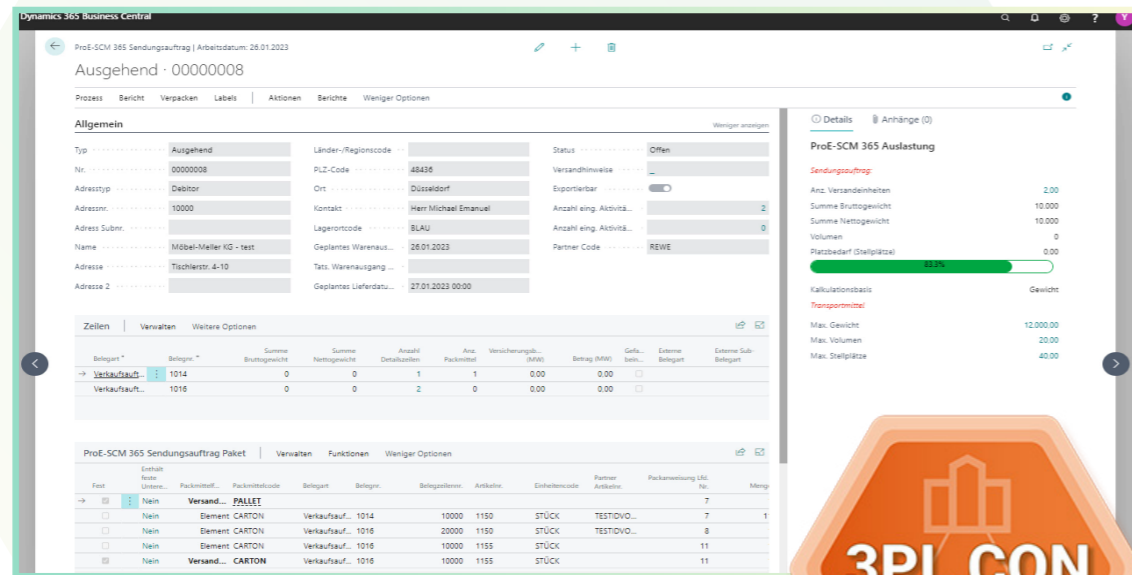 Dynamics 365 Business Central
?
Y
ProE-SCM 365 Sendungsauftrag | Arbeitsdatum: 26.01.2023
Ausgehend · 00000008
Prozess Bericht Verpacken Labels | Aktionen Berichte Weniger Optionen
Allgemein
Weniger anzeigen
Typ Ausgehend Länder-/Regionscode Status Offen
Nr. 00000008 PLZ-Code 48436 Versandhinweise _
Adresstyp Debitor Ort Düsseldorf Exportierbar
Adressnr. 10000 Kontakt Herr Michael Emanuel Anzahl eing. Aktivitä... 2
Adress Subnr. Lagerortcode BLAU Anzahl eing. Aktivitä... 0
Name Möbel-Meller KG - test Geplantes Warenaus... 26.01.2023 Partner Code REWE
Adresse Tischlerstr. 4-10 Tats. Warenausgang ...
Adresse 2 Geplantes Lieferdatu... 27.01.2023 00:00
Details Anhänge (0)
ProE-SCM 365 Auslastung
Sendungsauftrag:
Anz. Versandeinheiten 2.00
Summe Bruttogewicht 10.000
Summe Nettogewicht 10.000
Volumen 0
Platzbedarf (Stellplätze) 0.00
83.3%
Kalkulationsbasis Gewicht
Transportmittel
Max. Gewicht 12.000.00
Max. Volumen 20.00
Max. Stellplätze 40.00
Zeilen | Verwalten Weitere Optionen
Summe Summe Anzahl Anz. Versicherungsb... Gefa... Externe Externe Sub-
Belegart * Belegnr. * Bruttogewicht Nettogewicht Detailszeilen Packmittel (MW) Betrag (MW) bein... Belegart Belegart
→ Verkaufsauft... 1014 0 0 1 1 0.00 0.00
Verkaufsauft... 1016 0 0 2 0 0.00 0.00
ProE-SCM 365 Sendungsauftrag Paket | Verwalten Funktionen Weniger Optionen
Enthält
feste Partner Packanweisung Lfd.
Fest Untere... Packmittelf... Packmittelcode Belegart Belegnr. Belegzeilennr. Artikelnr. Einheitencode Artikelnr. Nr. Meng
→ Nein Versand... PALLET 7
Nein Element CARTON Verkaufsauf... 1014 10000 1150 STÜCK TESTIDVO... 7 1
Nein Element CARTON Verkaufsauf... 1016 20000 1150 STÜCK TESTIDVO... 8
Nein Element CARTON Verkaufsauf... 1016 10000 1155 STÜCK 11
Nein Versand... CARTON Verkaufsauf... 1016 10000 1155 STÜCK 11
3PL CON